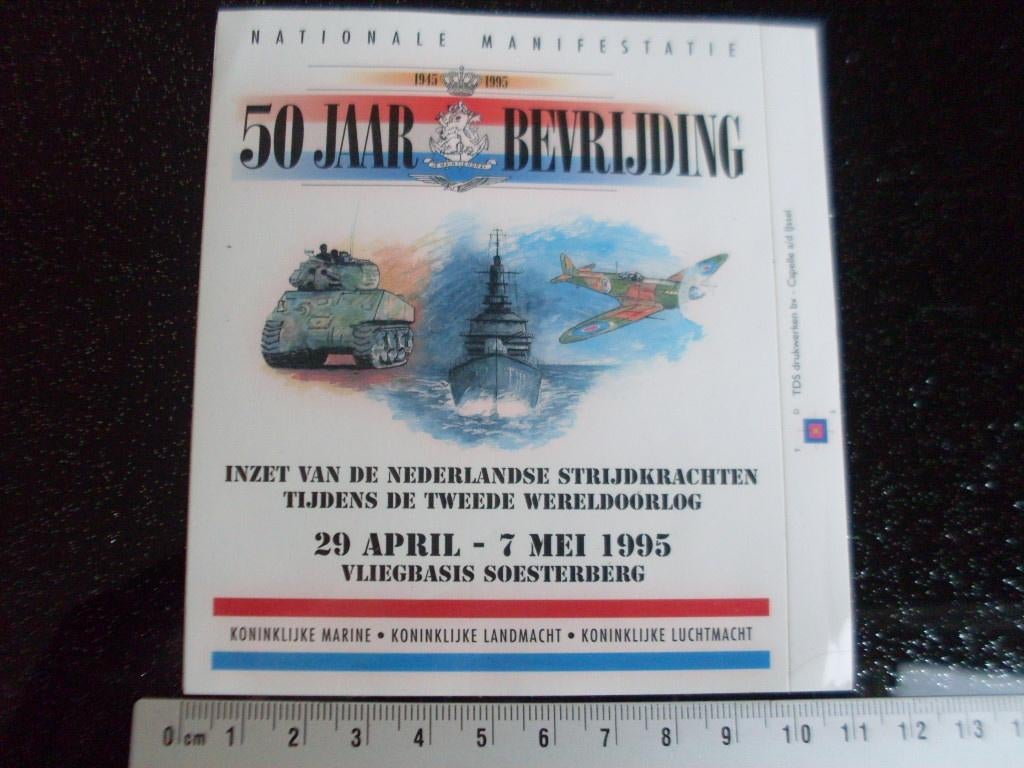 NATIONALE MANIFESTATIE
1945 1995
50 JAAR BEVRIJDING
INZET VAN DE NEDERLANDSE STRIJDKRACHTEN
TIJDENS DE TWEEDE WERELDOORLOG
29 APRIL - 7 MEI 1995
VLIEGBASIS SOESTERBERG
KONINKLIJKE MARINE • KONINKLIJKE LANDMACHT • KONINKLIJKE LUCHTMACHT
TDS drukwerken bv - Capelle a/d IJssel
T D S
0 cm 1 2 3 4 5 6 7 8 9 10 11 12 13